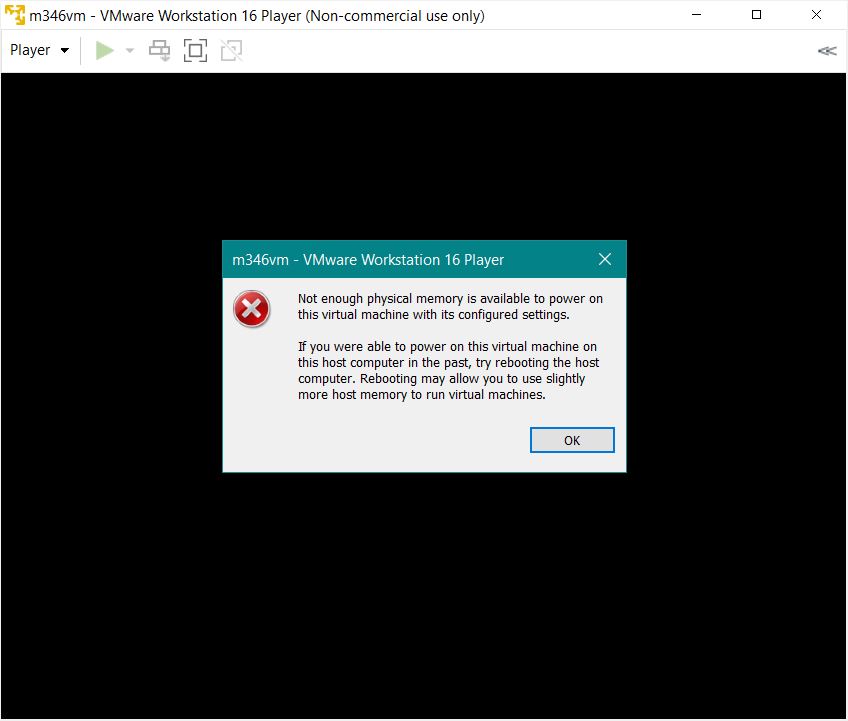 m346vm - VMware Workstation 16 Player (Non-commercial use only)
Player
m346vm - VMware Workstation 16 Player
Not enough physical memory is available to power on
this virtual machine with its configured settings.
If you were able to power on this virtual machine on
this host computer in the past, try rebooting the host
computer. Rebooting may allow you to use slightly
more host memory to run virtual machines.
OK